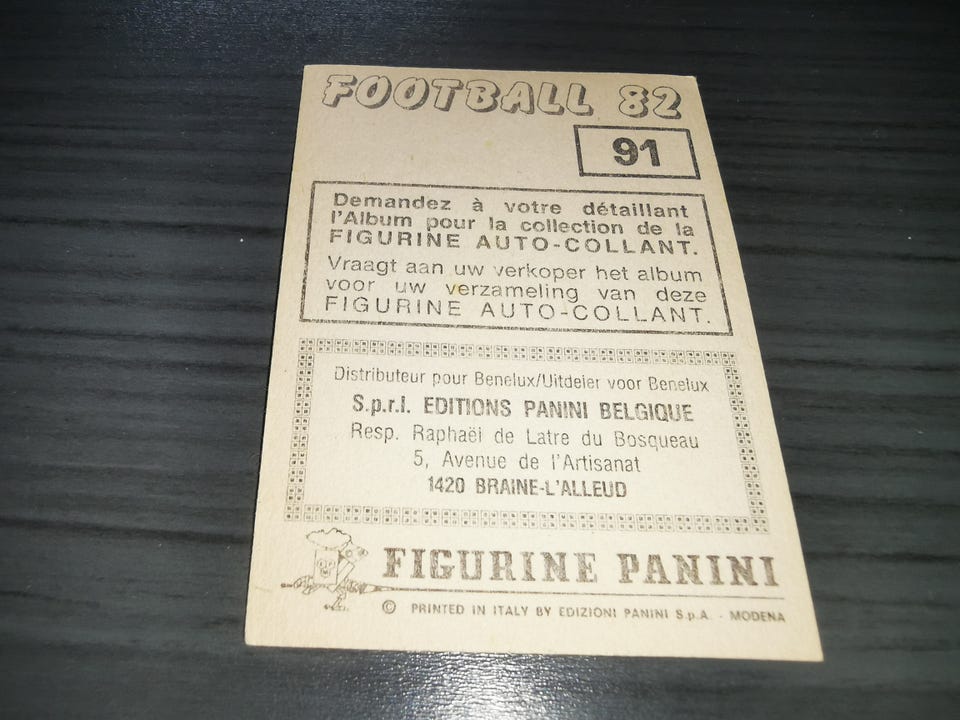 FOOTBALL 82
91
Demandez à votre détaillant
l'Album pour la collection de la
FIGURINE AUTO-COLLANT.
Vraagt aan uw verkoper het album
voor uw verzameling van deze
FIGURINE AUTO-COLLANT.
Distributeur pour Benelux/Uitdeler voor Benelux
S.p.r.l. EDITIONS PANINI BELGIQUE
Resp. Raphaël de Latre du Bosqueau
5, Avenue de l'Artisanat
1420 BRAINE-L'ALLEUD
FIGURINE PANINI
© PRINTED IN ITALY BY EDIZIONI PANINI S.p.A. - MODENA